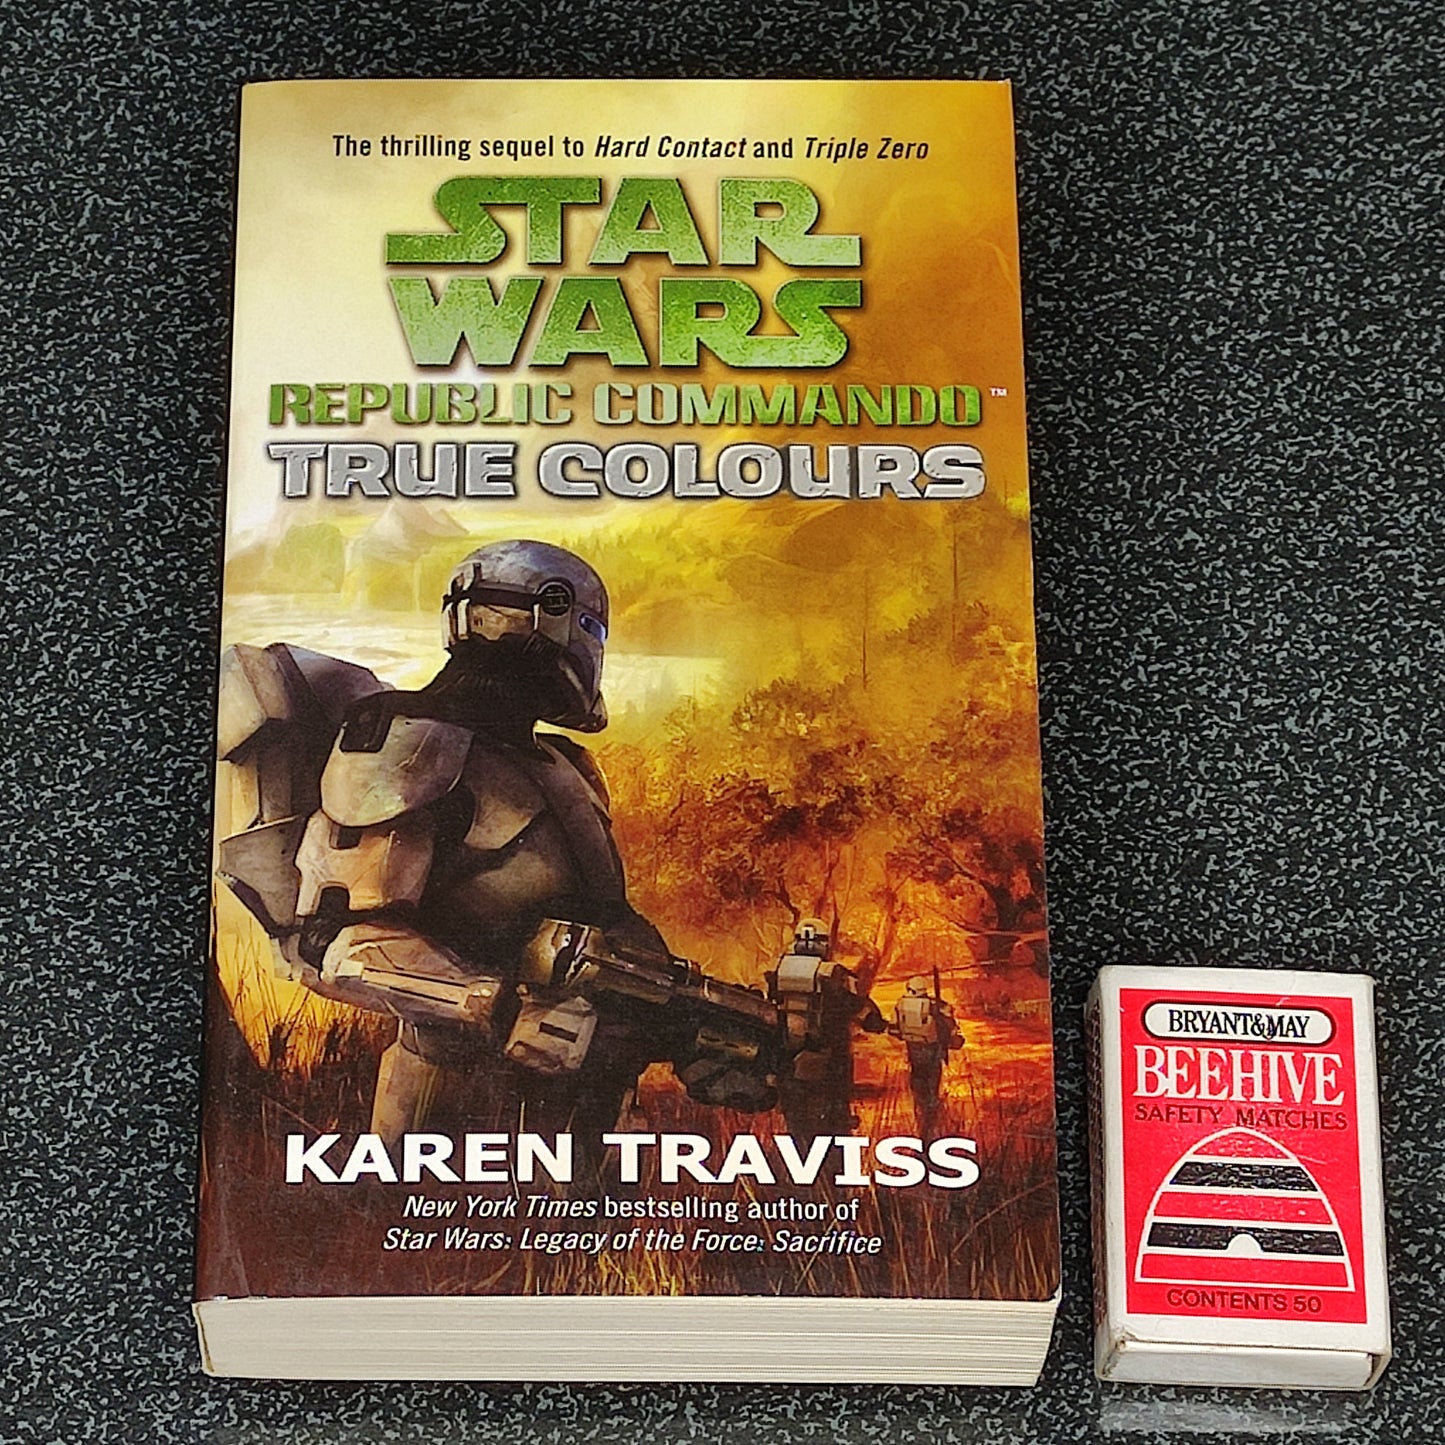 The thrilling sequel to Hard Contact and Triple Zero
STAR
WARS
REPUBLIC COMMANDO™
TRUE COLOURS
KAREN TRAVISS
New York Times bestselling author of
Star Wars: Legacy of the Force: Sacrifice
BRYANT&MAY
BEEHIVE
SAFETY MATCHES
CONTENTS 50